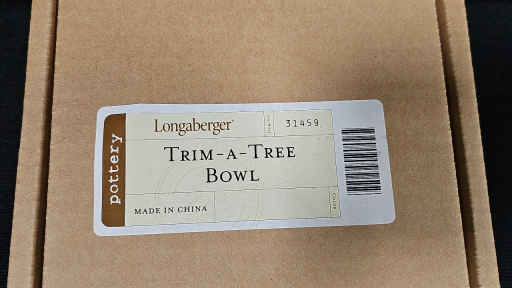 pottery
Longaberger
31459
TRIM-A-TREE
BOWL
MADE IN CHINA